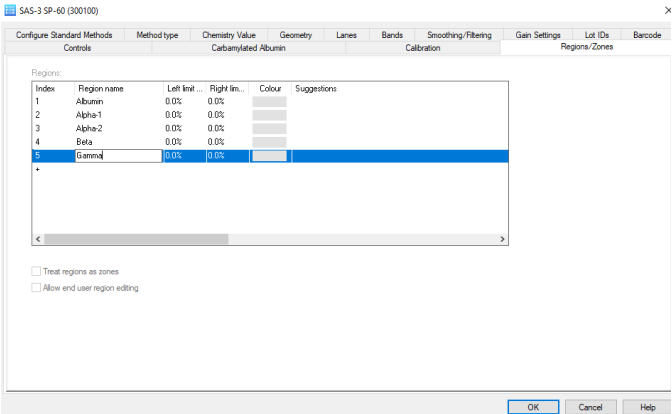 SAS-3 SP-60 (300100)
Configure Standard Methods Method type Chemistry Value Geometry Lanes Bands Smoothing/Filtering Gain Settings Lot IDs Barcode
Controls Carbamylated Albumin Calibration Regions/Zones
Regions:
Index Region name Left limit ... Right lim... Colour Suggestions
1 Albumin 0.0% 0.0%
2 Alpha-1 0.0% 0.0%
3 Alpha-2 0.0% 0.0%
4 Beta 0.0% 0.0%
5 Gamma 0.0% 0.0%
+
Treat regions as zones
Allow end user region editing
OK Cancel Help